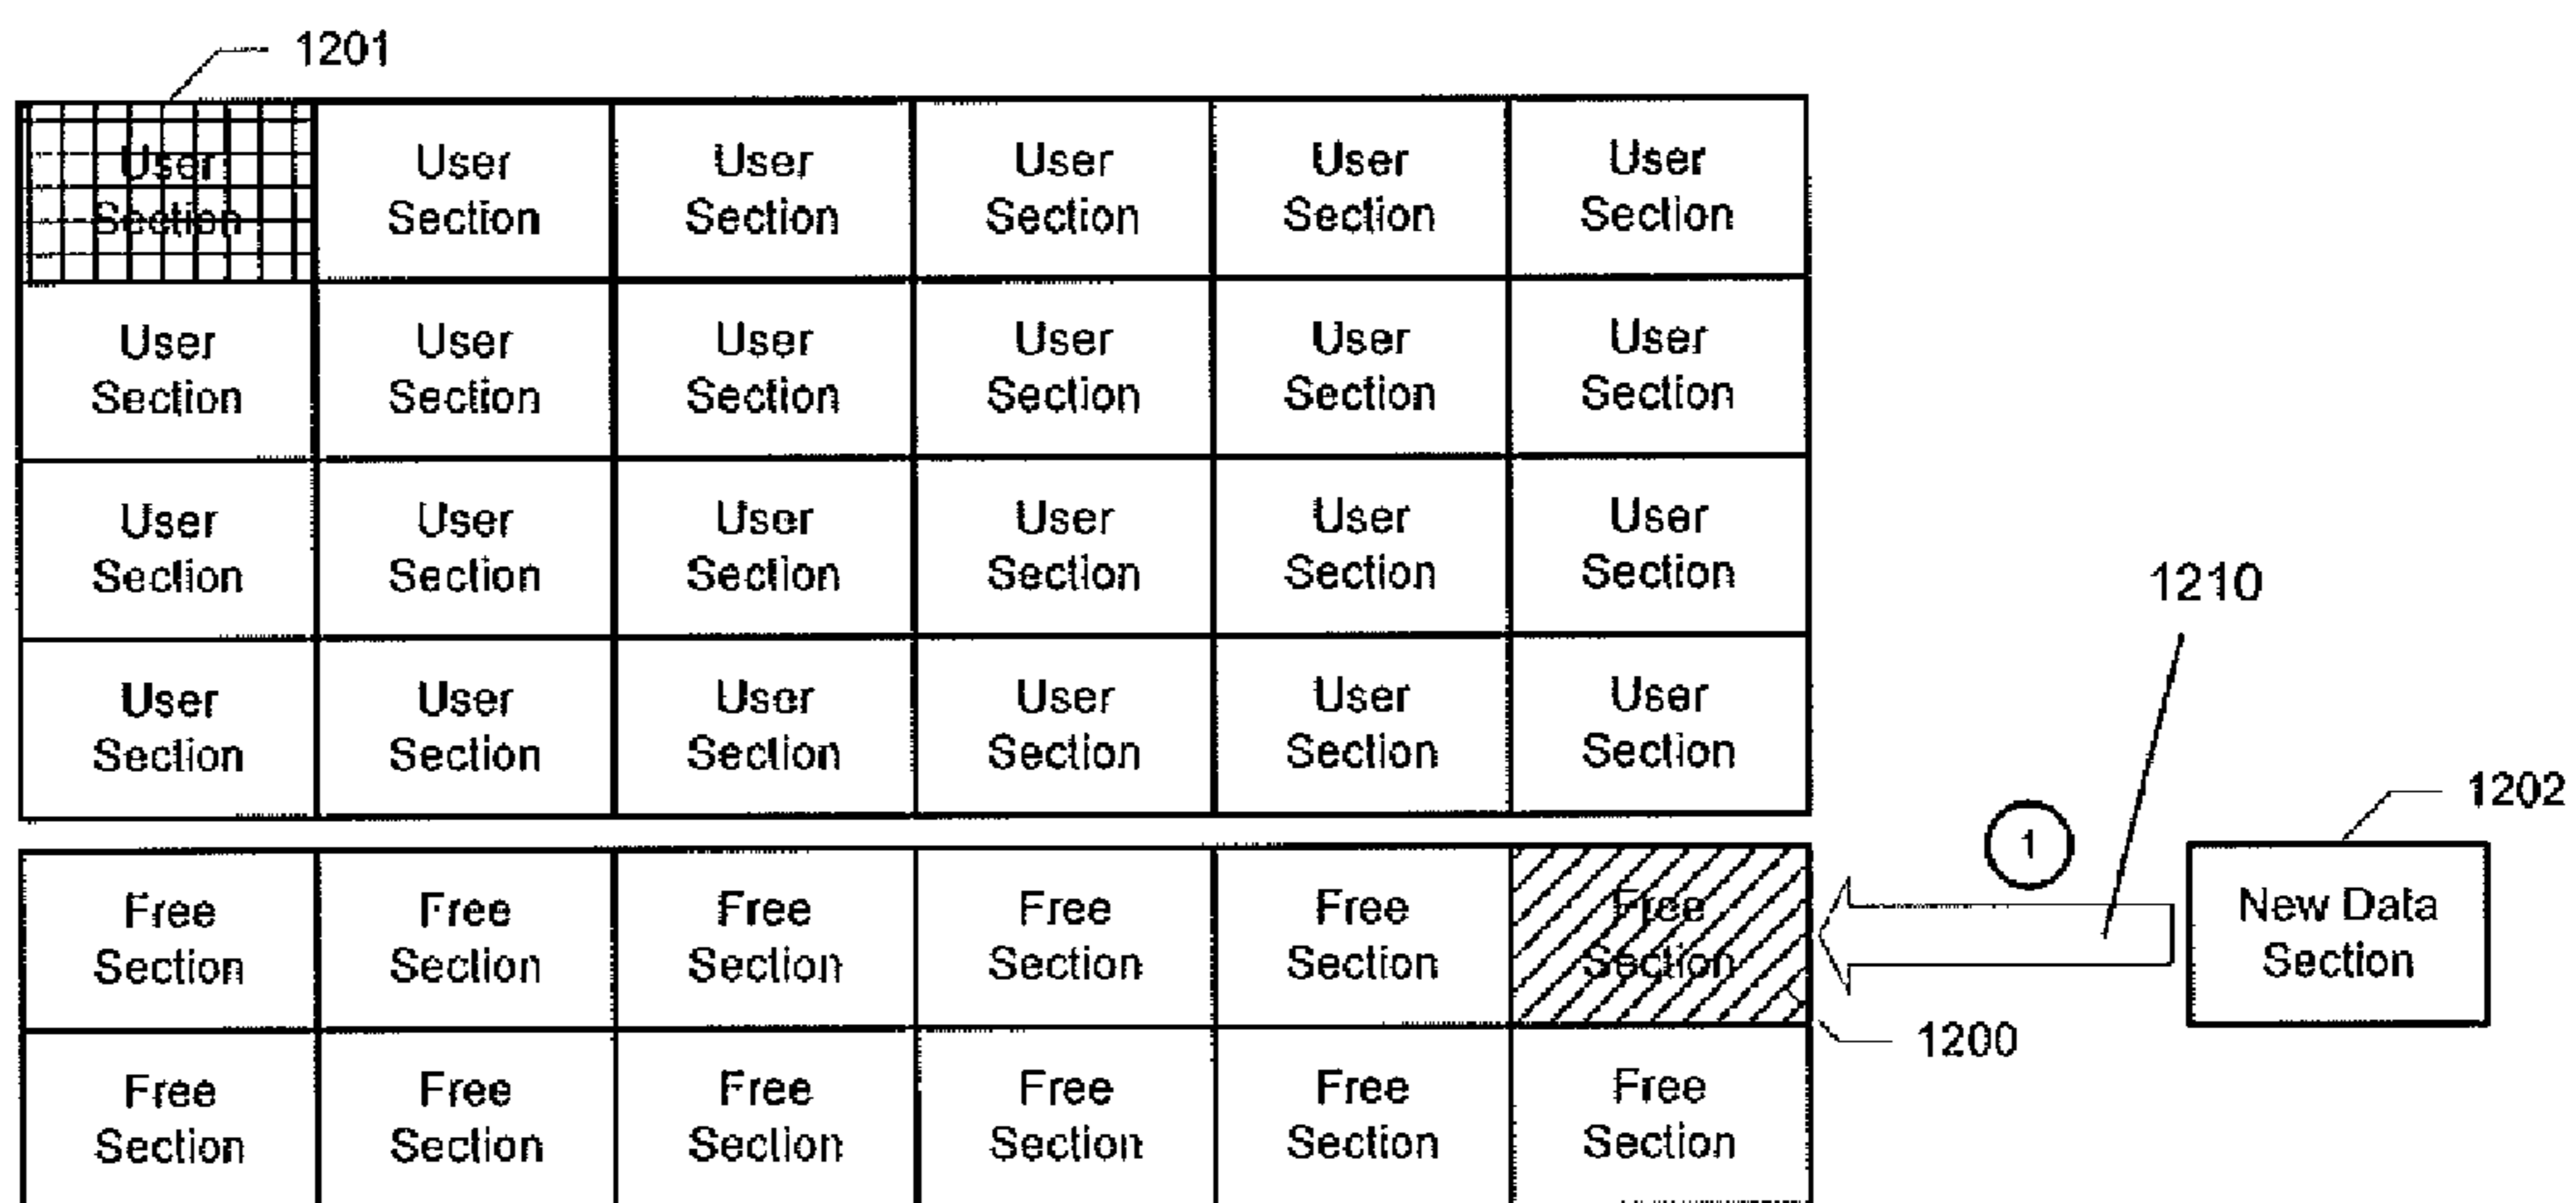 1201
User User User User User User
Section Section Section Section Section Section
User User User User User User
Section Section Section Section Section Section
User User User User User User
Section Section Section Section Section Section
1210
User User User User User User
Section Section Section Section Section Section
1202
1
Free Free Free Free Free Free New Data
Section Section Section Section Section Section Section
1200
Free Free Free Free Free Free
Section Section Section Section Section Section